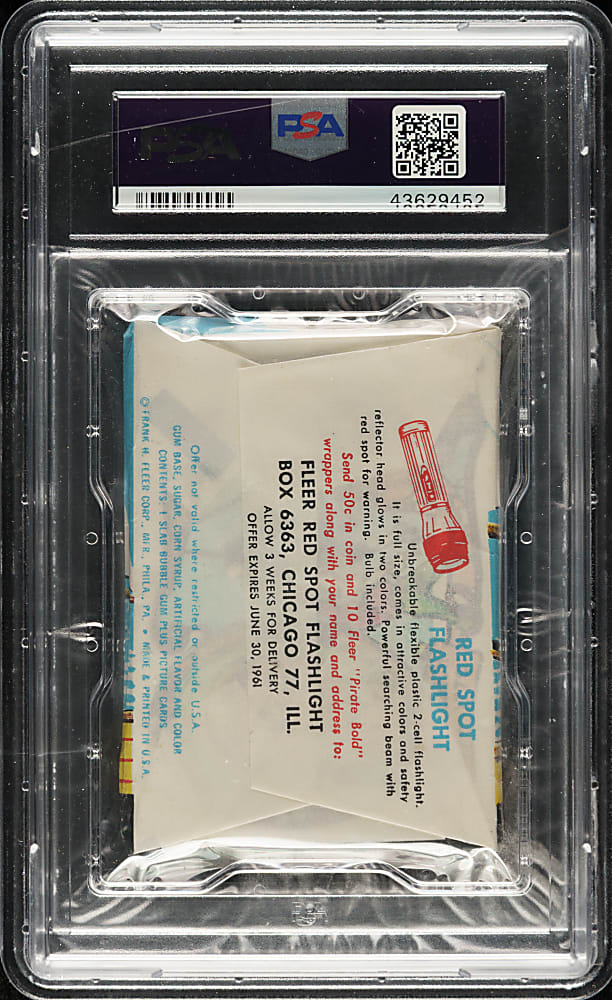 PSA
PSA
43629452
RED SPOT
FLASHLIGHT
Unbreakable flexible plastic 2-cell flashlight.
It is full size, comes in attractive colors and safety
reflector head glows in two colors. Powerful searching beam with
red spot for warning. Bulb included.
Send 50c in coin and 10 Fleer "Pirate Bold"
wrappers along with your name and address to:
FLEER RED SPOT FLASHLIGHT
BOX 6363, CHICAGO 77, ILL.
ALLOW 3 WEEKS FOR DELIVERY
OFFER EXPIRES JUNE 30, 1961
Offer not valid where restricted or outside U.S.A.
GUM BASE, SUGAR, CORN SYRUP, ARTIFICIAL FLAVOR AND COLOR
CONTENTS: 1 SLAB BUBBLE GUM PLUS PICTURE CARDS
© FRANK H. FLEER CORP., MFR., PHILA., PA. • MADE & PRINTED IN U.S.A.